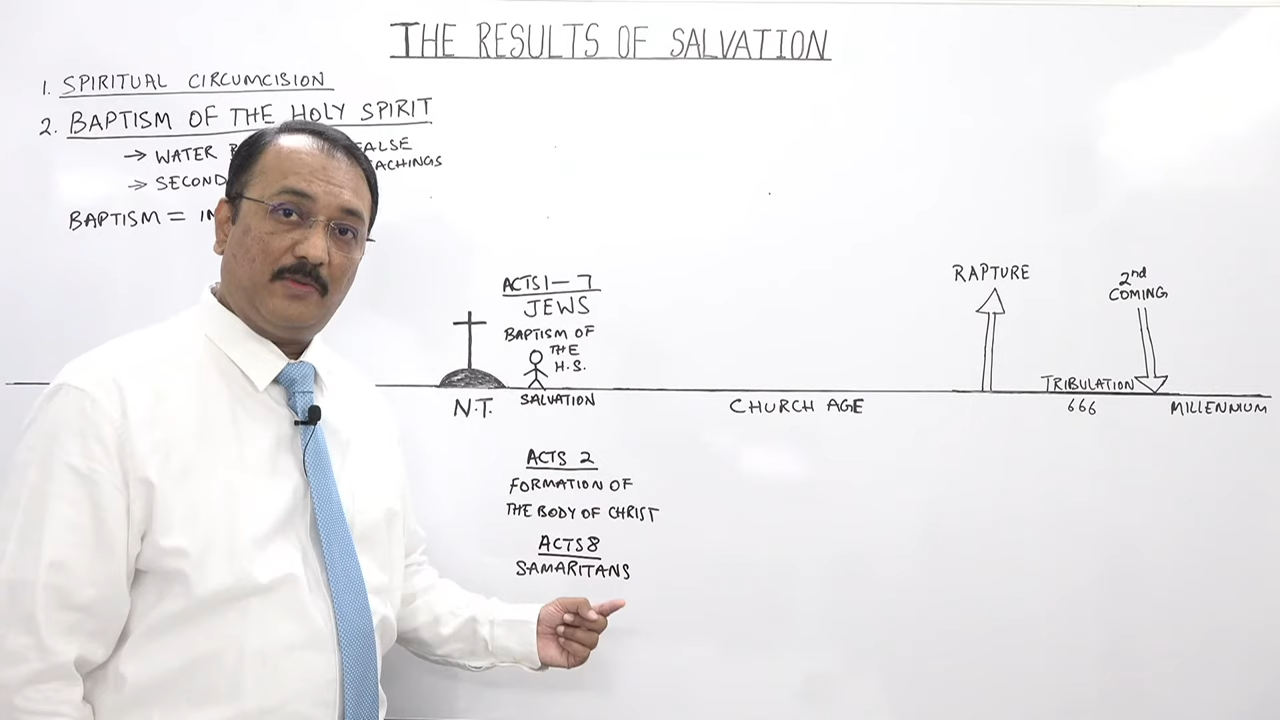 THE RESULTS OF SALVATION
1. SPIRITUAL CIRCUMCISION
2. BAPTISM OF THE HOLY SPIRIT
→ WATER
→ SECOND
BAPTISM =
ACTS 1-7
JEWS
BAPTISM OF
THE
H.S.
SALVATION
N.T.
CHURCH AGE
RAPTURE
2nd
COMING
TRIBULATION
666
MILLENNIUM
ACTS 2
FORMATION OF
THE BODY OF CHRIST
ACTS 8
SAMARITANS